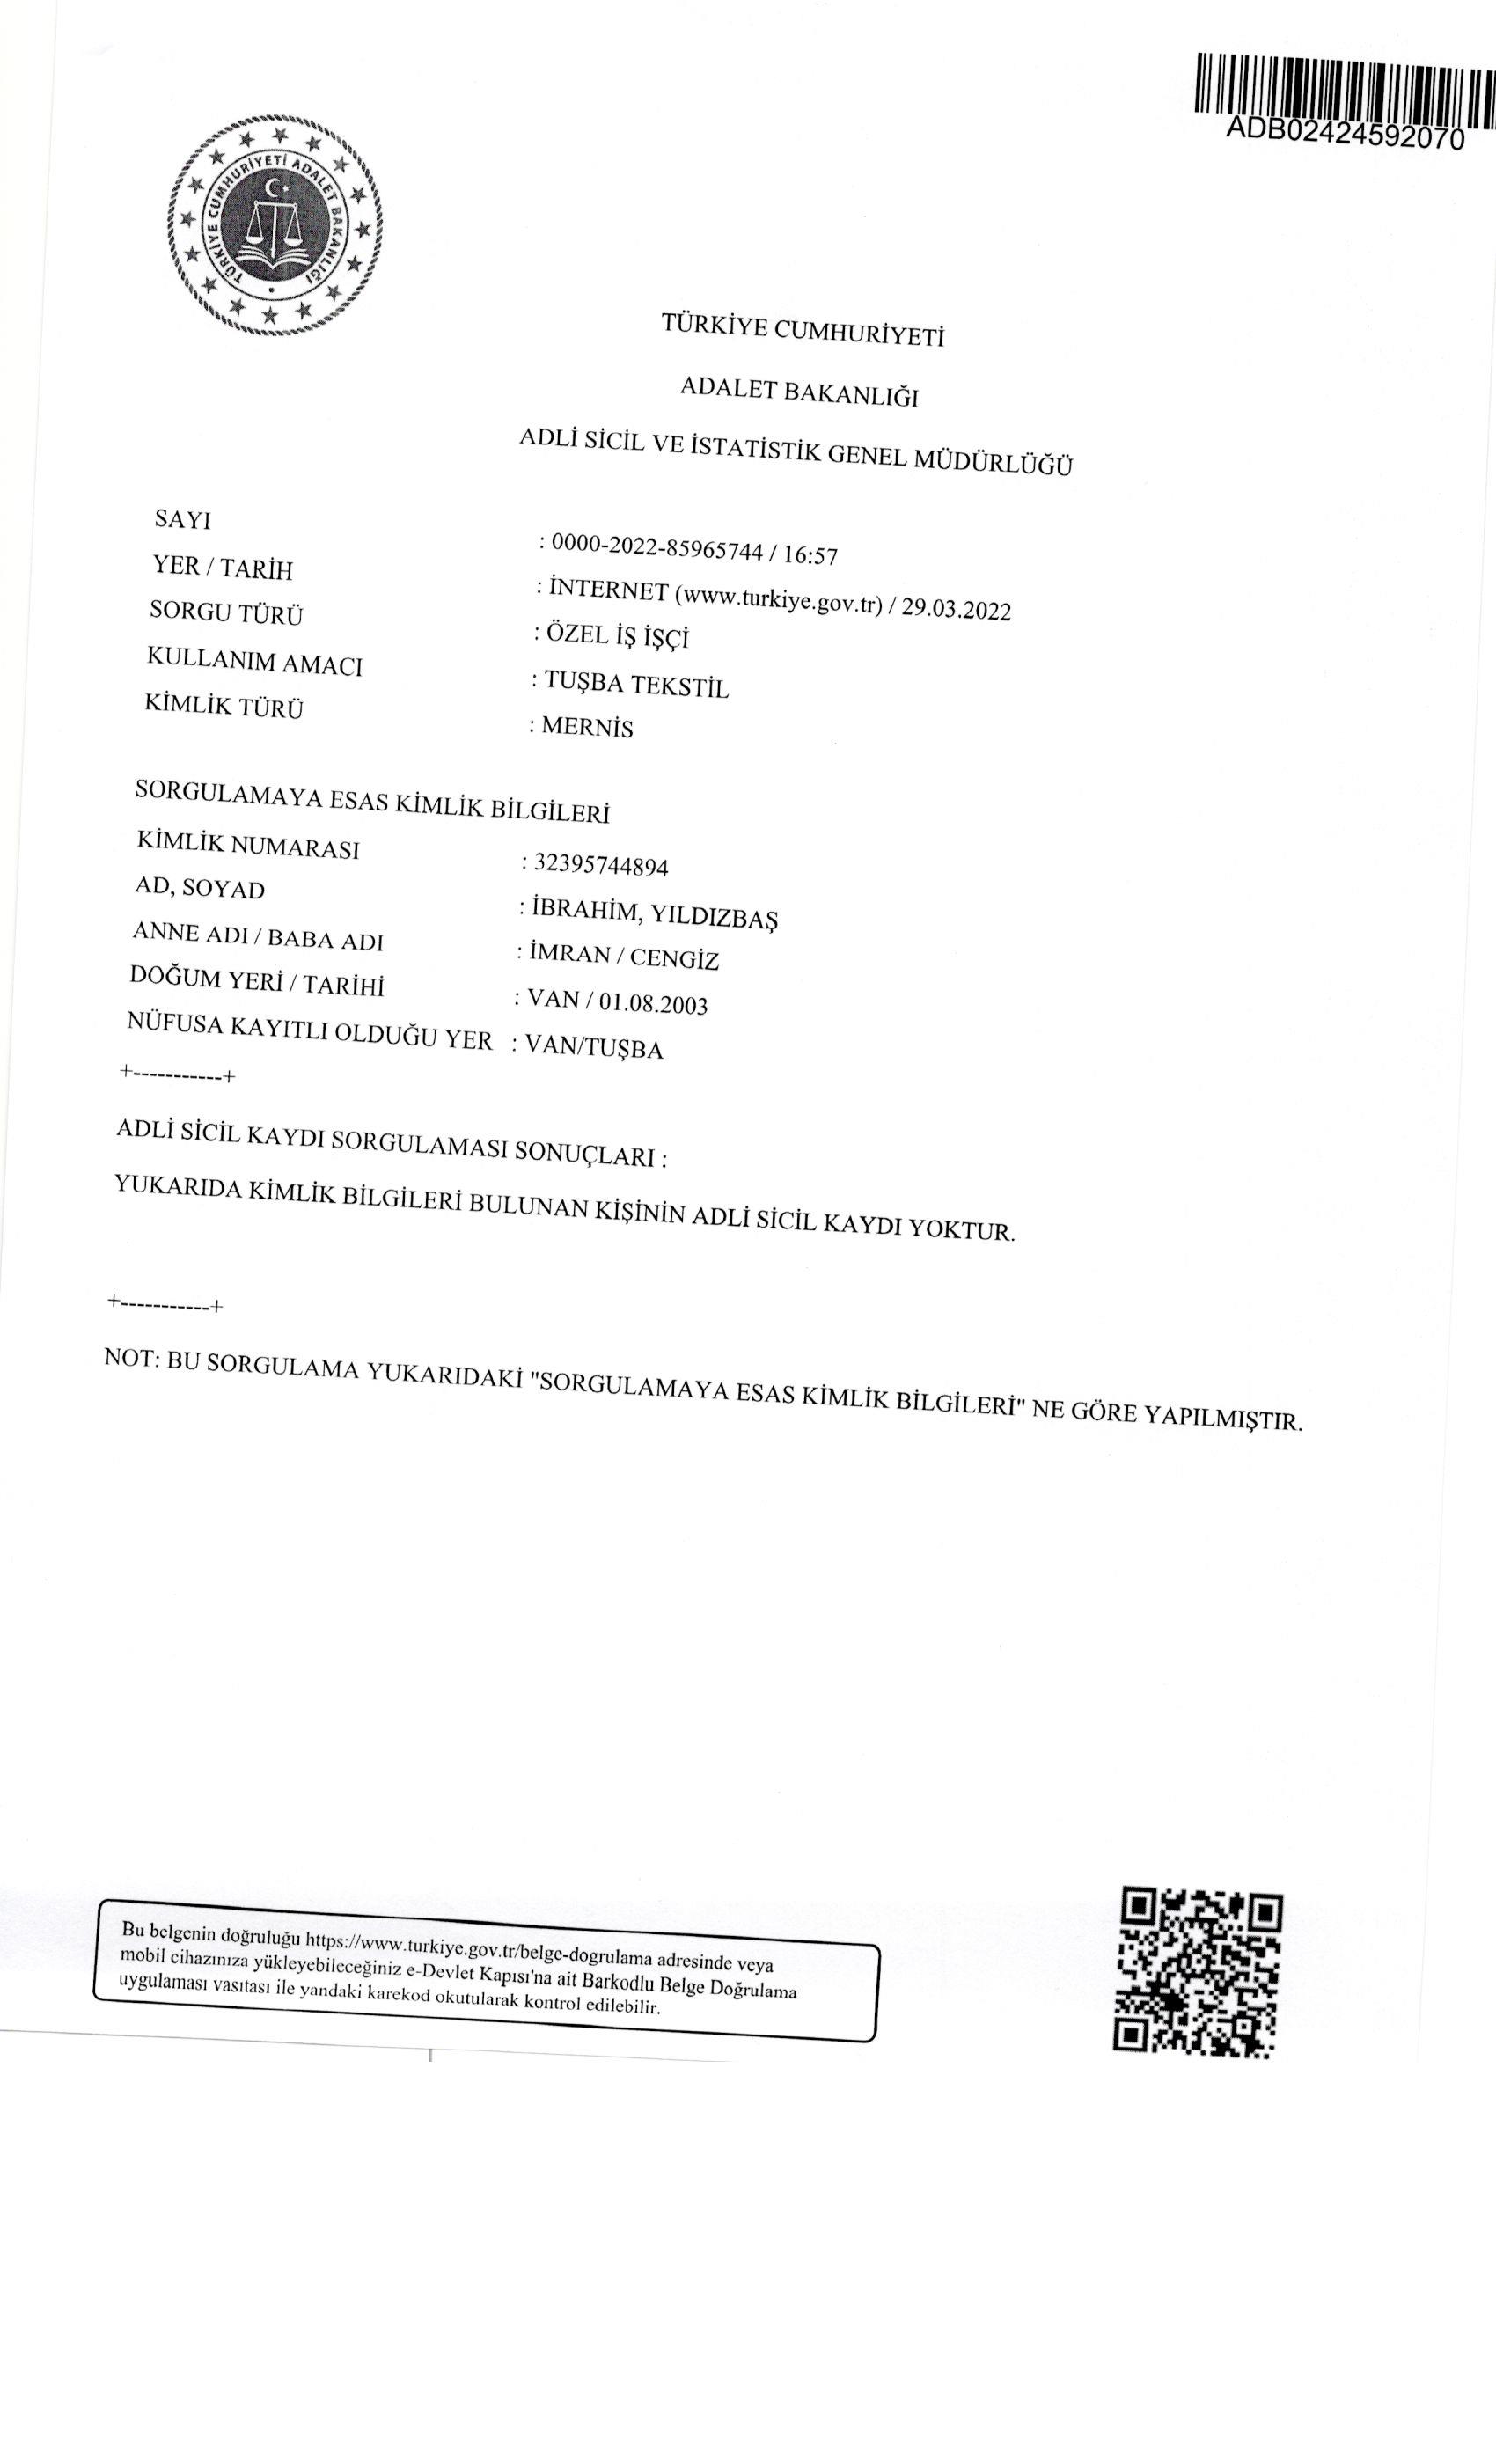 ADB02424592070
TÜRKİYE CUMHURİYETİ ADALET BAKANLIĞI
TÜRKİYE CUMHURİYETİ
ADALET BAKANLIĞI
ADLİ SİCİL VE İSTATİSTİK GENEL MÜDÜRLÜĞÜ
SAYI : 0000-2022-85965744 / 16:57
YER / TARİH : İNTERNET (www.turkiye.gov.tr) / 29.03.2022
SORGU TÜRÜ : ÖZEL İŞ İŞÇİ
KULLANIM AMACI : TUŞBA TEKSTİL
KİMLİK TÜRÜ : MERNİS
SORGULAMAYA ESAS KİMLİK BİLGİLERİ
KİMLİK NUMARASI : 32395744894
AD, SOYAD : İBRAHİM, YILDIZBAŞ
ANNE ADI / BABA ADI : İMRAN / CENGİZ
DOĞUM YERİ / TARİHİ : VAN / 01.08.2003
NÜFUSA KAYITLI OLDUĞU YER : VAN/TUŞBA
+-----------+
ADLİ SİCİL KAYDI SORGULAMASI SONUÇLARI :
YUKARIDA KİMLİK BİLGİLERİ BULUNAN KİŞİNİN ADLİ SİCİL KAYDI YOKTUR.
+-----------+
NOT: BU SORGULAMA YUKARIDAKİ "SORGULAMAYA ESAS KİMLİK BİLGİLERİ" NE GÖRE YAPILMIŞTIR.
Bu belgenin doğruluğu https://www.turkiye.gov.tr/belge-dogrulama adresinde veya
mobil cihazınıza yükleyebileceğiniz e-Devlet Kapısı'na ait Barkodlu Belge Doğrulama
uygulaması vasıtası ile yandaki karekod okutularak kontrol edilebilir.